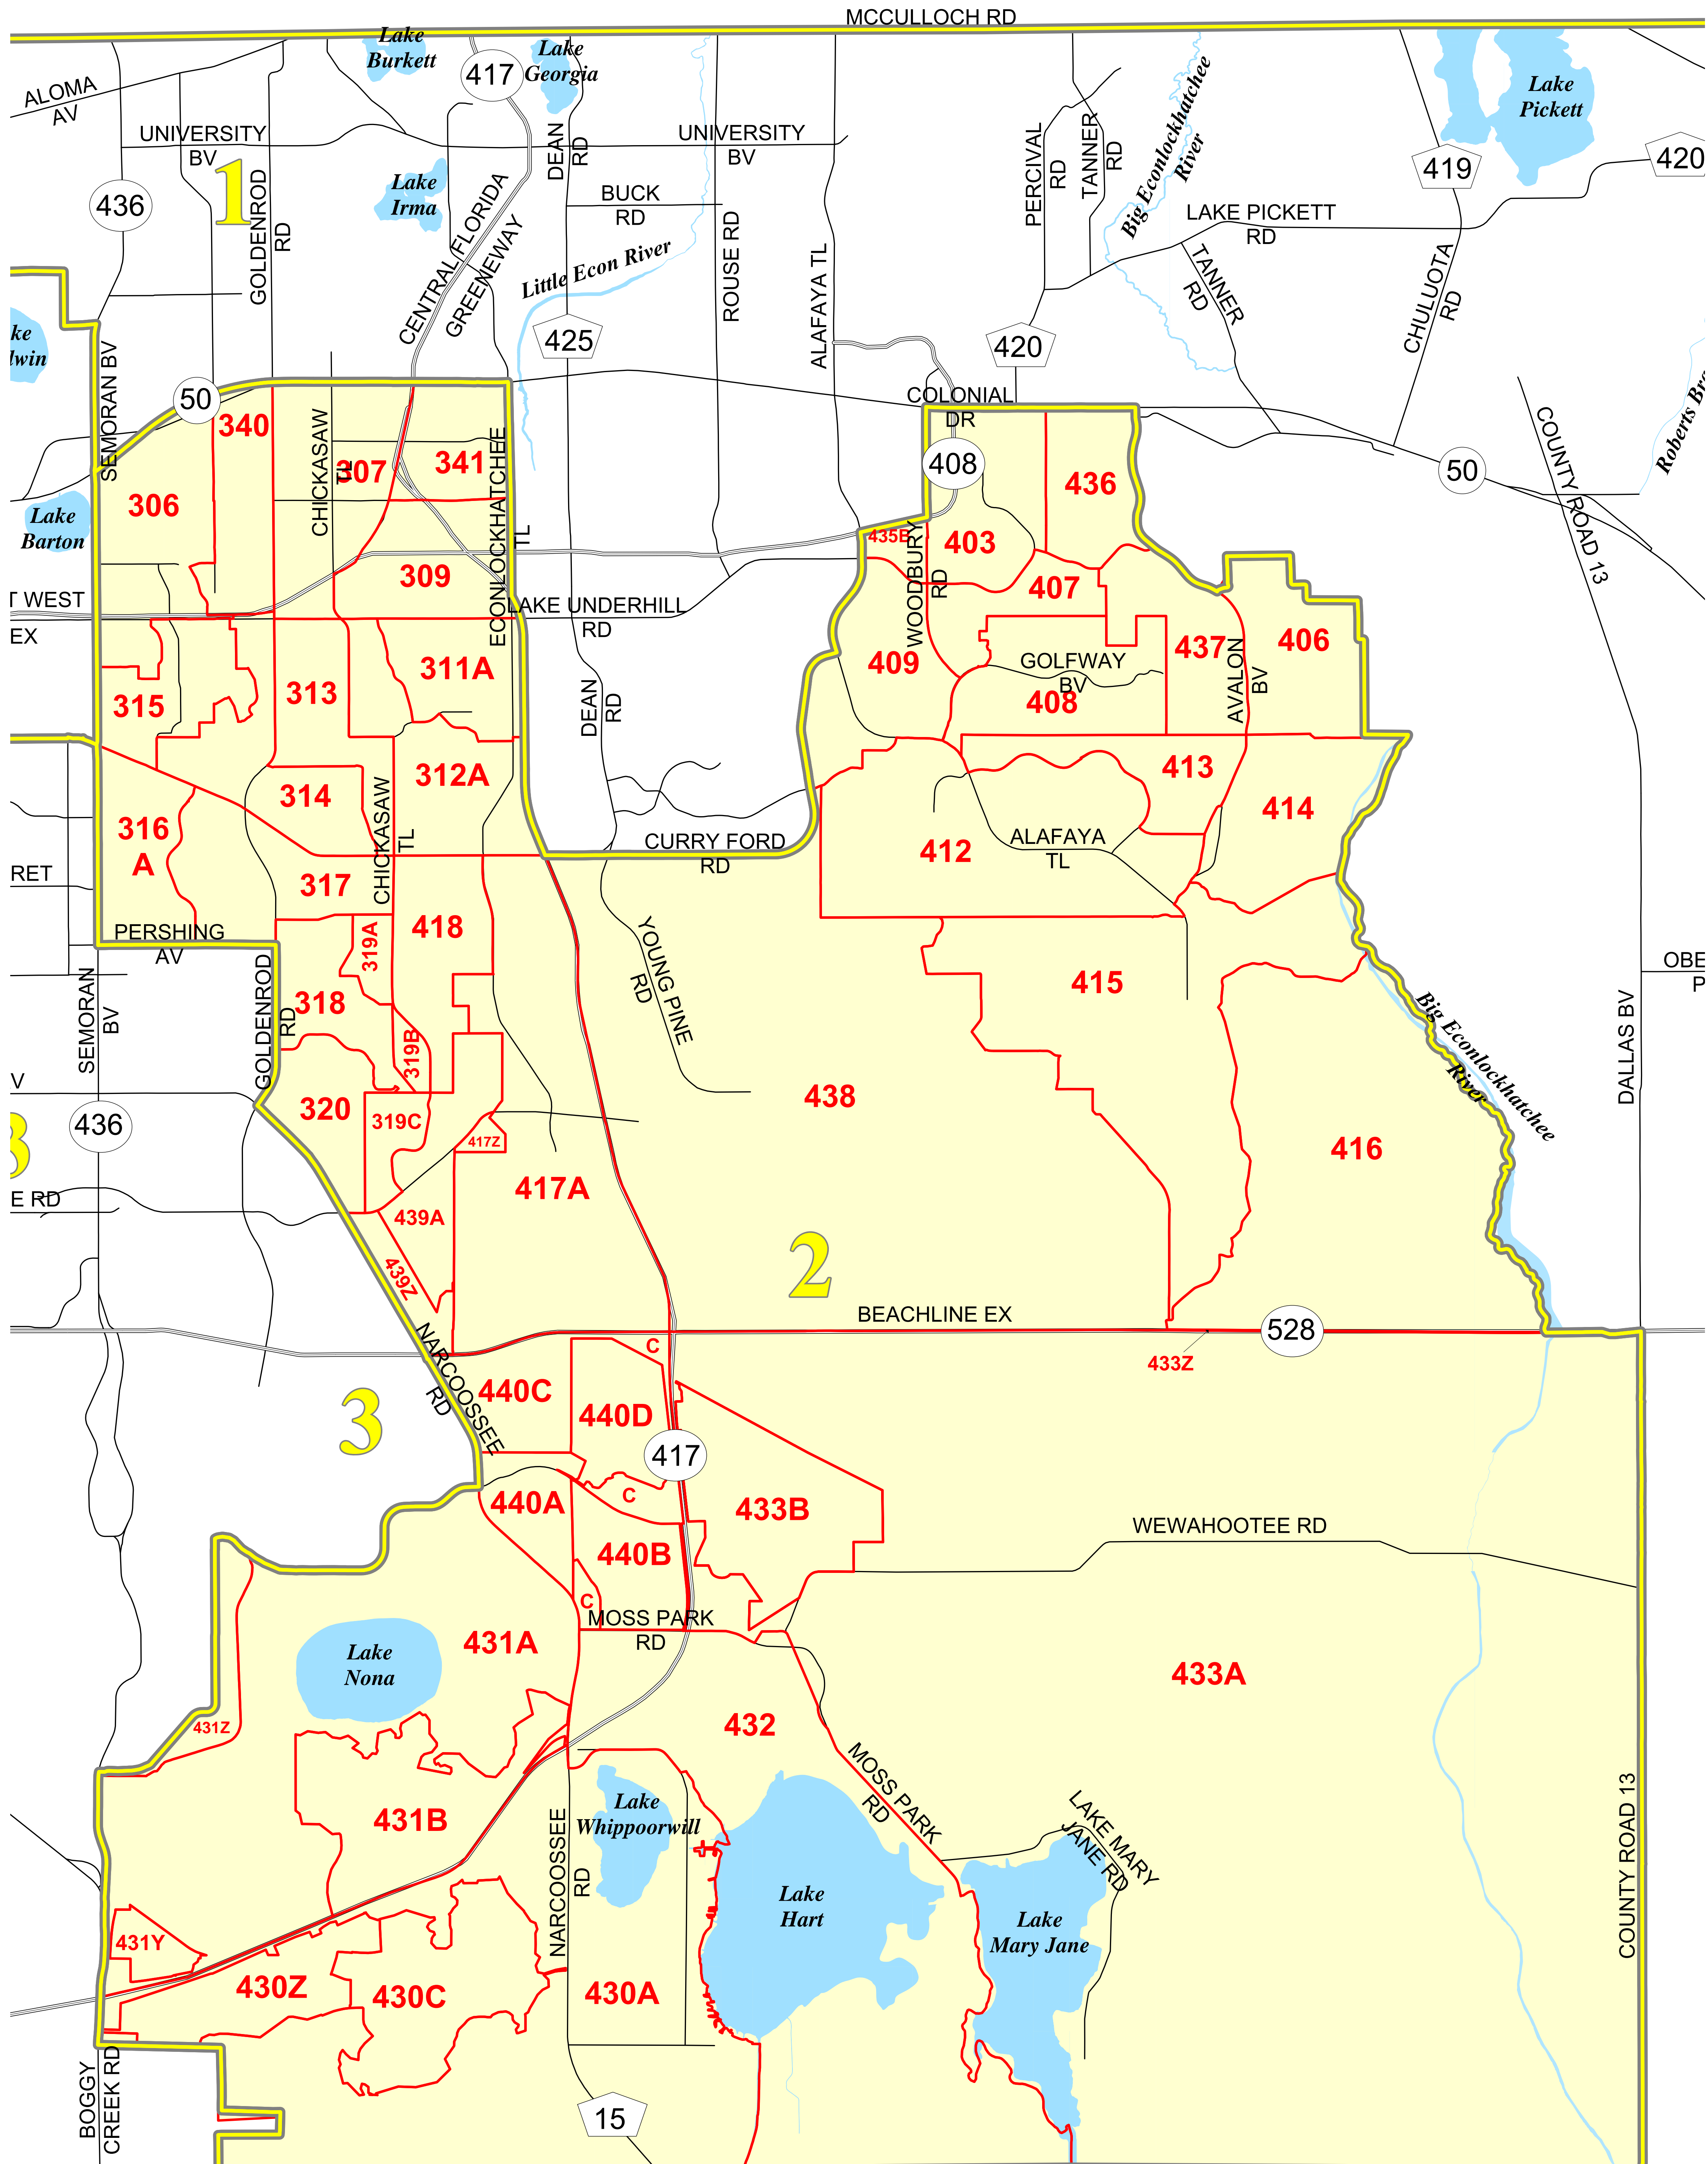 MCCULLOCH RD
Lake
Burkett
417
Lake
Georgia
ALOMA
AV
UNIVERSITY
BV
1
436
GOLDENROD
RD
Lake
Irma
CENTRAL FLORIDA
GREENEWAY
DEAN
RD
UNIVERSITY
BV
BUCK
RD
Little Econ River
ROUSE RD
ALAFAYA TL
425
PERCIVAL
RD
TANNER
RD
Big Econlockhatchee
River
Lake
Pickett
419
420
LAKE PICKETT
RD
TANNER
RD
CHULUOTA
RD
420
ke
lwin
SEMORAN BV
50
340
306
Lake
Barton
CHICKASAW
TL
307
341
ECONLOCKHATCHEE
TL
309
COLONIAL
DR
408
436
403
435B
WOODBURY
RD
407
50
COUNTY ROAD 13
Roberts Bra
T WEST
EX
LAKE UNDERHILL
RD
315
313
311A
DEAN
RD
409
GOLFWAY
BV
408
437
AVALON
BV
406
314
312A
316
A
CHICKASAW
TL
317
CURRY FORD
RD
412
413
ALAFAYA
TL
414
RET
PERSHING
AV
319A
418
YOUNG PINE
RD
415
OBE
P
SEMORAN
BV
GOLDENROD
RD
318
319B
Big Econlockhatchee
River
DALLAS BV
V
436
3
320
319C
417Z
438
416
E RD
417A
439A
439Z
2
BEACHLINE EX
528
433Z
NARCOOSSEE
RD
C
440C
440D
3
417
440A
C
433B
440B
WEWAHOOTEE RD
C
MOSS PARK
RD
Lake
Nona
431A
433A
431Z
432
MOSS PARK
RD
431B
Lake
Whippoorwill
NARCOOSSEE
RD
LAKE MARY
JANE RD
Lake
Hart
Lake
Mary Jane
COUNTY ROAD 13
431Y
430Z
430C
430A
BOGGY
CREEK RD
15